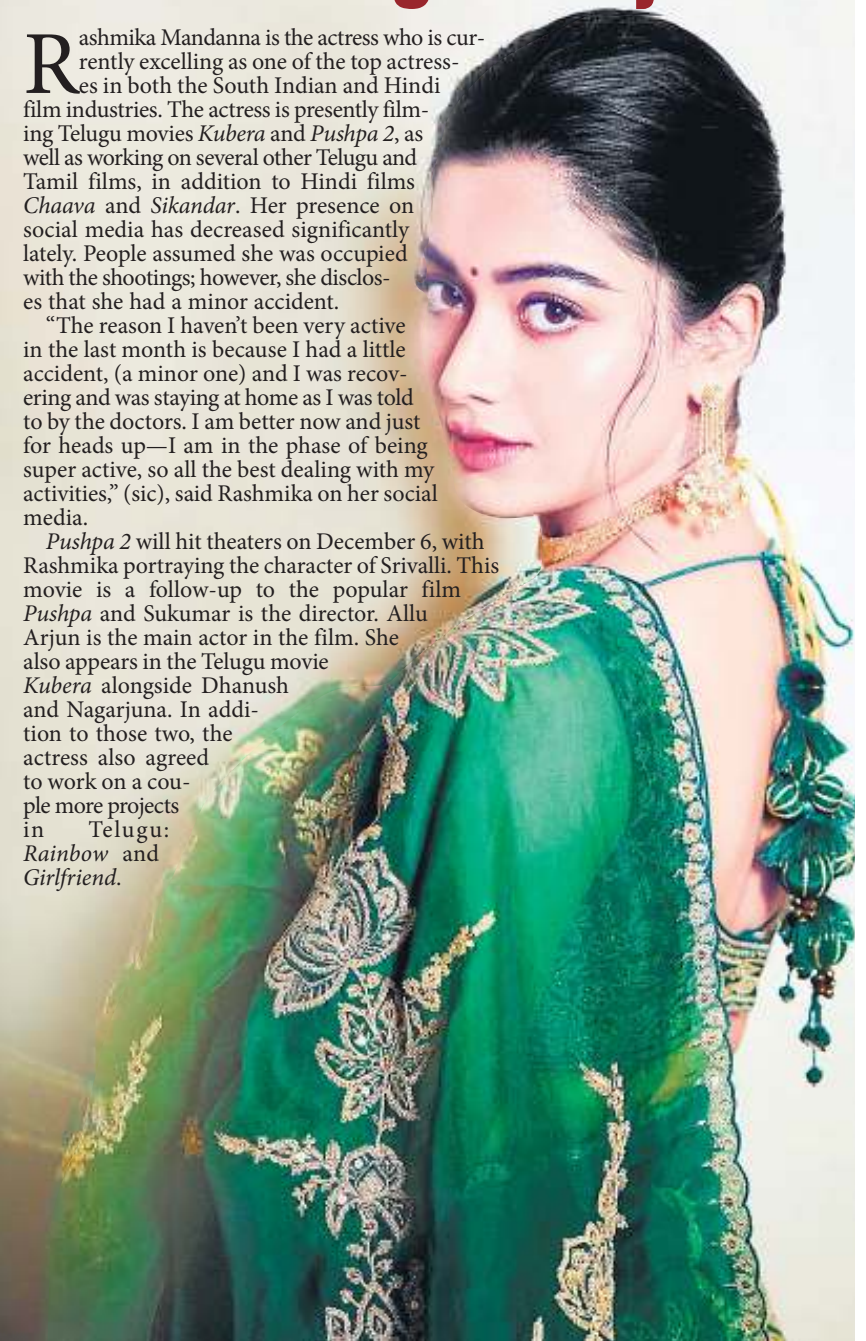 Rashmika Mandanna is the actress who is cur-
rently excelling as one of the top actress-
es in both the South Indian and Hindi
film industries. The actress is presently film-
ing Telugu movies Kubera and Pushpa 2, as
well as working on several other Telugu and
Tamil films, in addition to Hindi films
Chaava and Sikandar. Her presence on
social media has decreased significantly
lately. People assumed she was occupied
with the shootings; however, she disclos-
es that she had a minor accident.
“The reason I haven’t been very active
in the last month is because I had a little
accident, (a minor one) and I was recov-
ering and was staying at home as I was told
to by the doctors. I am better now and just
for heads up—I am in the phase of being
super active, so all the best dealing with my
activities,” (sic), said Rashmika on her social
media.
Pushpa 2 will hit theaters on December 6, with
Rashmika portraying the character of Srivalli. This
movie is a follow-up to the popular film
Pushpa and Sukumar is the director. Allu
Arjun is the main actor in the film. She
also appears in the Telugu movie
Kubera alongside Dhanush
and Nagarjuna. In addi-
tion to those two, the
actress also agreed
to work on a cou-
ple more projects
in Telugu:
Rainbow and
Girlfriend.